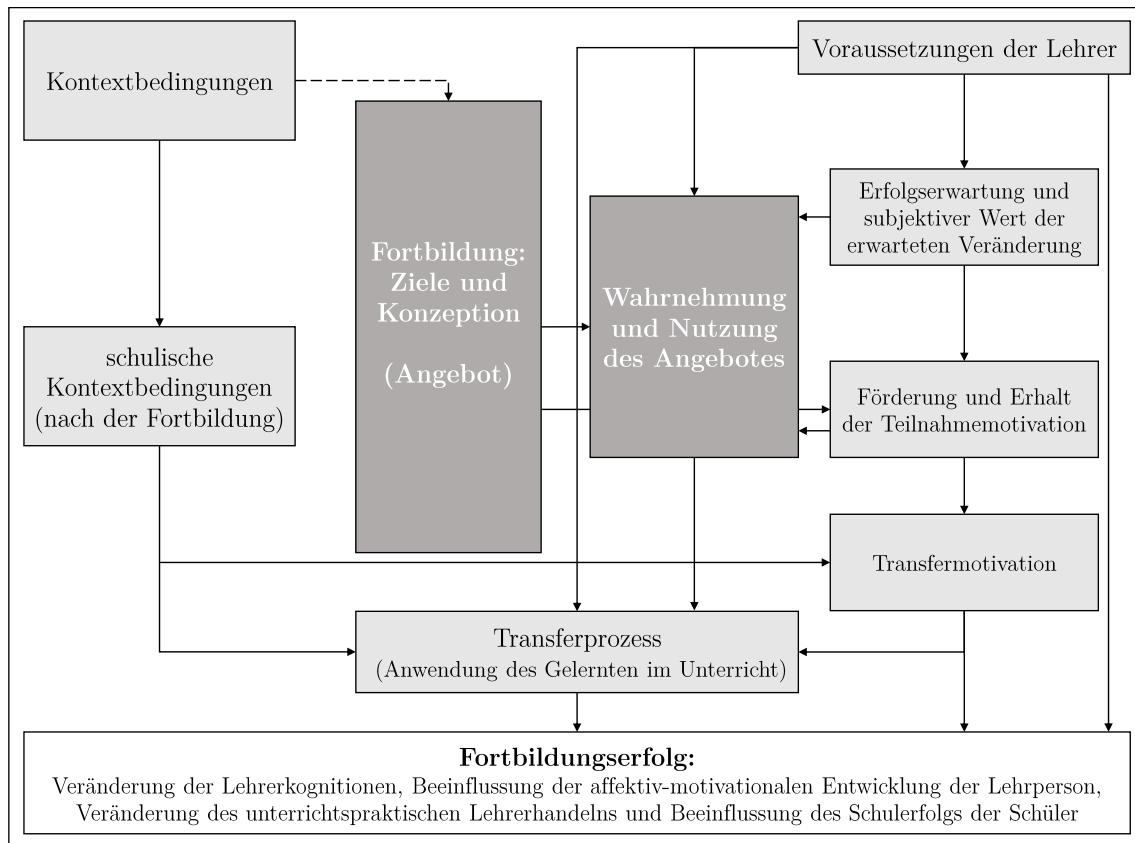 Kontextbedingungen
Voraussetzungen der Lehrer
Fortbildung:
Ziele und
Konzeption
(Angebot)
Wahrnehmung
und Nutzung
des Angebotes
Erfolgserwartung und
subjektiver Wert der
erwarteten Veränderung
schulische
Kontextbedingungen
(nach der Fortbildung)
Förderung und Erhalt
der Teilnahmemotivation
Transfermotivation
Transferprozess
(Anwendung des Gelernten im Unterricht)
Fortbildungserfolg:
Veränderung der Lehrerkognitionen, Beeinflussung der affektiv-motivationalen Entwicklung der Lehrperson,
Veränderung des unterrichtspraktischen Lehrerhandelns und Beeinflussung des Schulerfolgs der Schüler